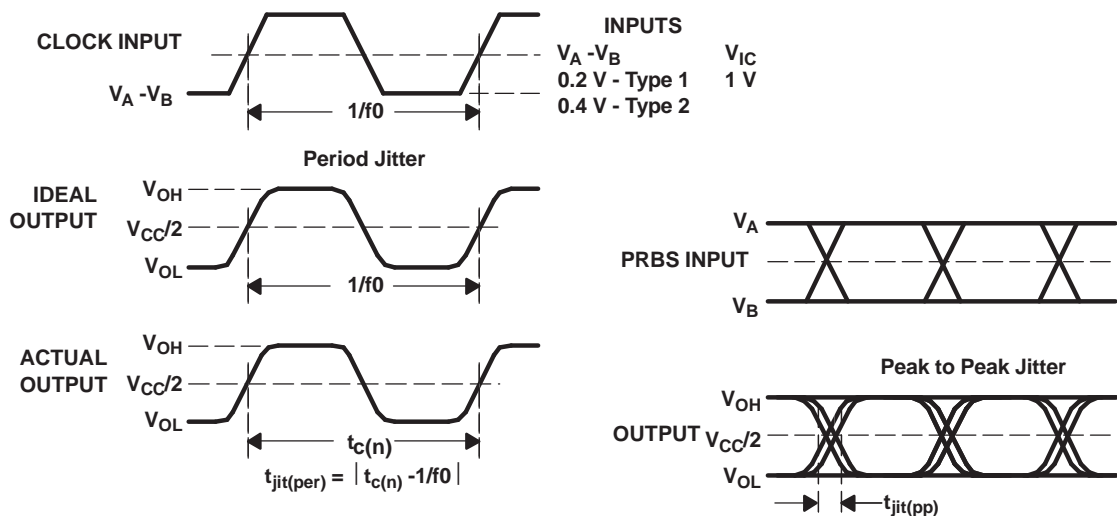 CLOCK INPUT
VA -VB
1/f0
INPUTS
VA -VB VIC
0.2 V - Type 1 1 V
0.4 V - Type 2
Period Jitter
IDEAL
OUTPUT
VOH
VCC/2
VOL
1/f0
ACTUAL
OUTPUT
VOH
VCC/2
VOL
tc(n)
tjit(per) = | tc(n) -1/f0 |
VA
PRBS INPUT
VB
Peak to Peak Jitter
VOH
OUTPUT VCC/2
VOL
tjit(pp)